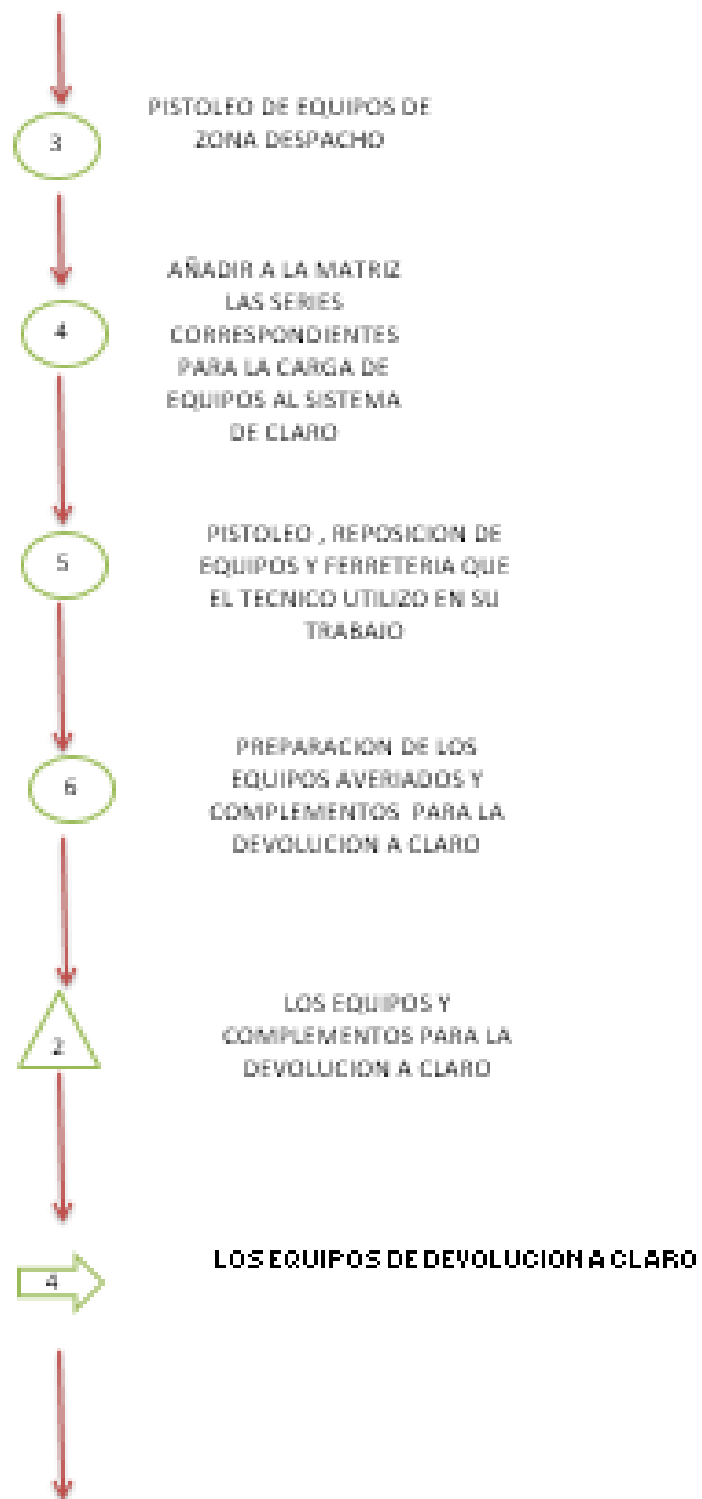 3
PISTOLEO DE EQUIPOS DE
ZONA DESPACHO
4
AÑADIR A LA MATRIZ
LAS SERIES
CORRESPONDIENTES
PARA LA CARGA DE
EQUIPOS AL SISTEMA
DE CLARO
5
PISTOLEO , REPOSICION DE
EQUIPOS Y FERRETERIA QUE
EL TECNICO UTILIZO EN SU
TRABAJO
6
PREPARACION DE LOS
EQUIPOS AVERIADOS Y
COMPLEMENTOS PARA LA
DEVOLUCION A CLARO
2
LOS EQUIPOS Y
COMPLEMENTOS PARA LA
DEVOLUCION A CLARO
4
LOS EQUIPOS DE DEVOLUCION A CLARO